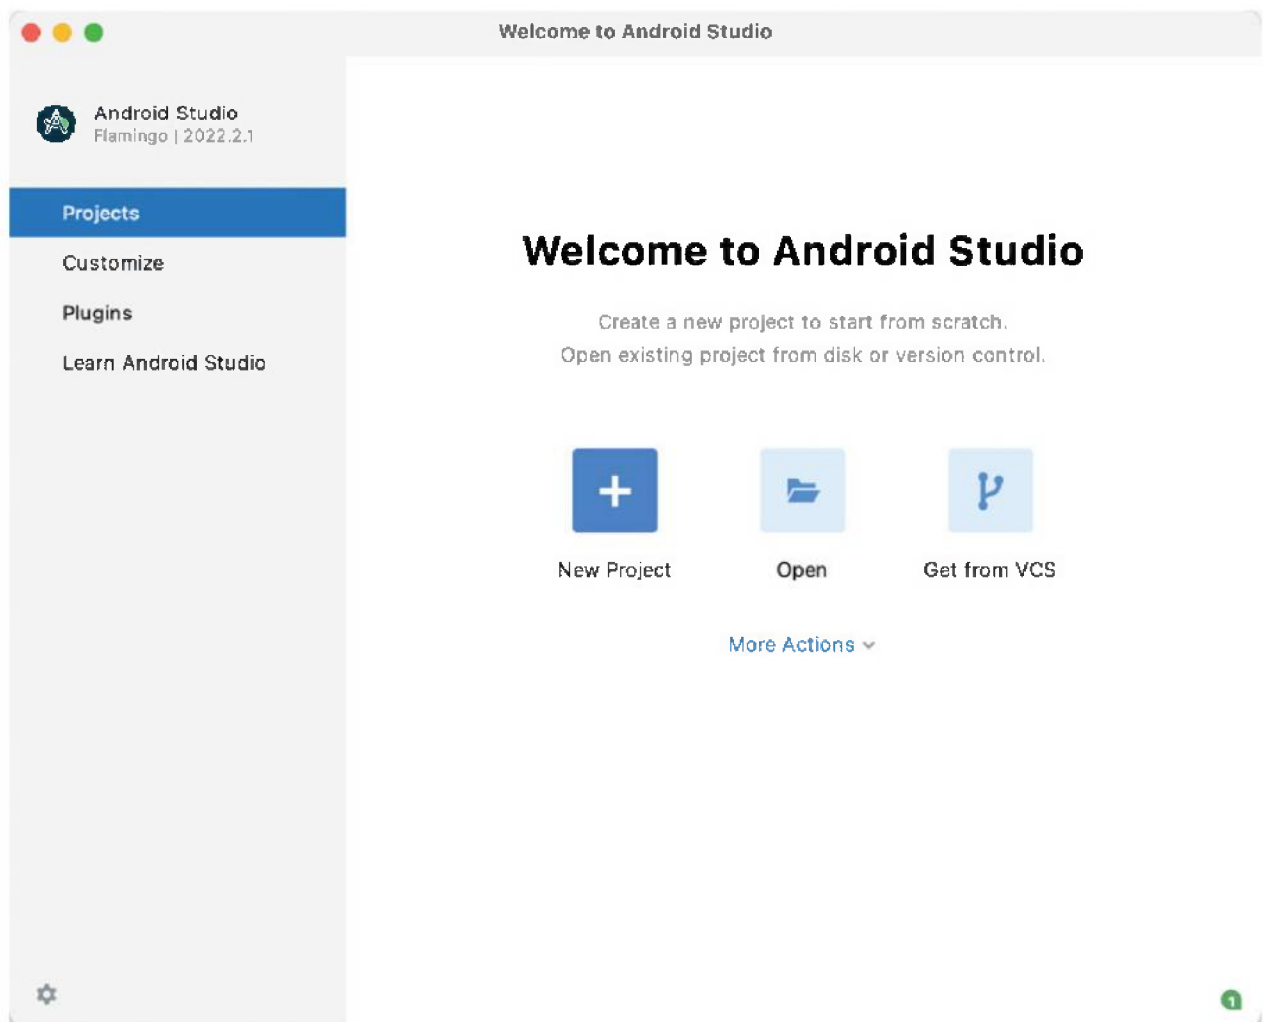 Welcome to Android Studio
Android Studio
Flamingo | 2022.2.1
Projects
Customize
Plugins
Learn Android Studio
Welcome to Android Studio
Create a new project to start from scratch.
Open existing project from disk or version control.
New Project
Open
Get from VCS
More Actions
1